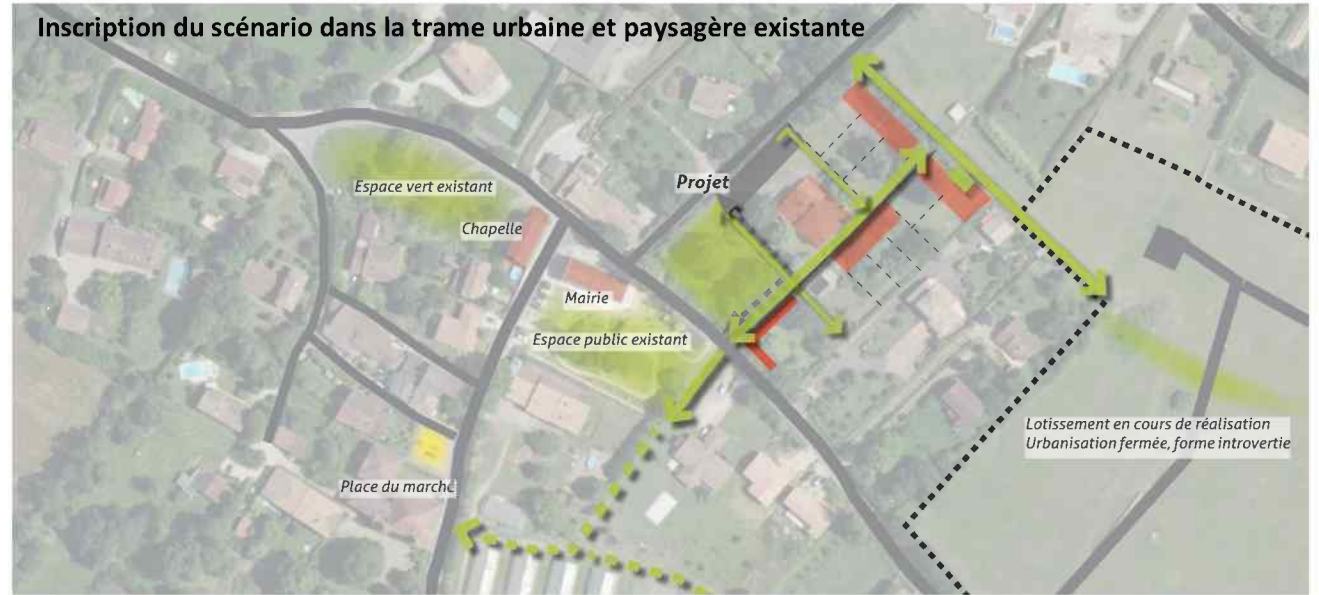 Inscription du scénario dans la trame urbaine et paysagère existante
Projet
Espace vert existant
Chapelle
Mairie
Espace public existant
Lotissement en cours de réalisation
Urbanisation fermée, forme introvertie
Place du marché